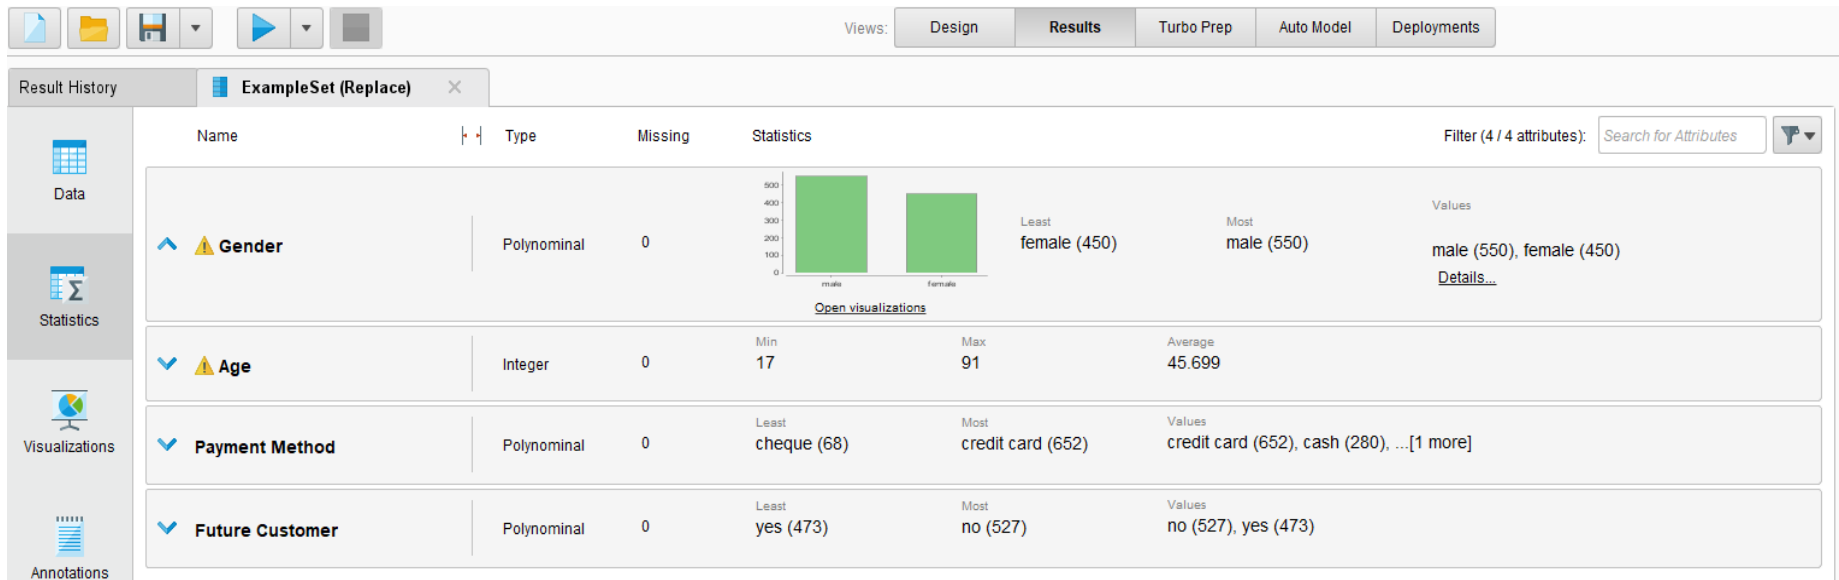 Views: Design Results Turbo Prep Auto Model Deployments
Result History ExampleSet (Replace)
Name Type Missing Statistics Filter (4 / 4 attributes): Search for Attributes
Data
Statistics
Visualizations
Annotations
Gender Polynominal 0
500
400
300
200
100
0
male female
Open visualizations
Least
female (450)
Most
male (550)
Values
male (550), female (450)
Details...
Age Integer 0
Min
17
Max
91
Average
45.699
Payment Method Polynominal 0
Least
cheque (68)
Most
credit card (652)
Values
credit card (652), cash (280), ...[1 more]
Future Customer Polynominal 0
Least
yes (473)
Most
no (527)
Values
no (527), yes (473)